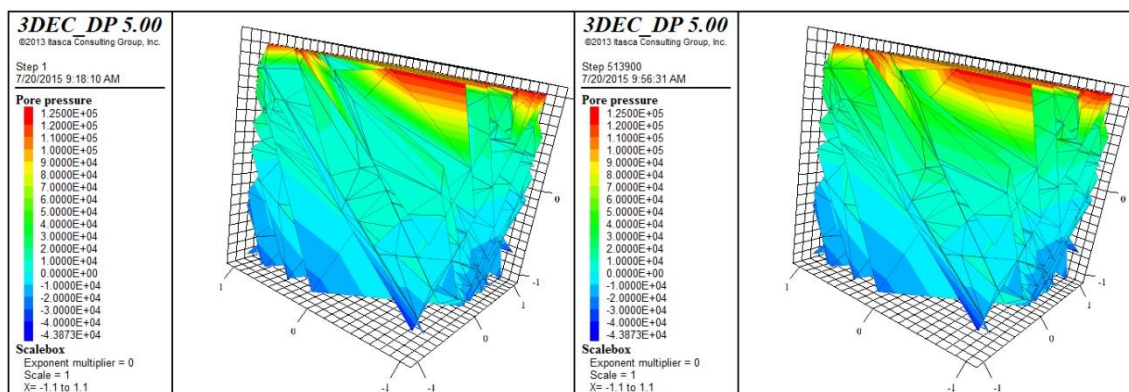 3DEC_DP 5.00
©2013 Itasca Consulting Group, Inc.
Step 1
7/20/2015 9:18:10 AM
Pore pressure
1.2500E+05
1.2000E+05
1.1000E+05
1.0000E+05
9.0000E+04
8.0000E+04
7.0000E+04
6.0000E+04
5.0000E+04
4.0000E+04
3.0000E+04
2.0000E+04
1.0000E+04
0.0000E+00
-1.0000E+04
-2.0000E+04
-3.0000E+04
-4.0000E+04
-4.3873E+04
Scalebox
Exponent multiplier = 0
Scale = 1
X= -1.1 to 1.1
0
-1
1
1
0
0
-1
-1
3DEC_DP 5.00
©2013 Itasca Consulting Group, Inc.
Step 513900
7/20/2015 9:56:31 AM
Pore pressure
1.2500E+05
1.2000E+05
1.1000E+05
1.0000E+05
9.0000E+04
8.0000E+04
7.0000E+04
6.0000E+04
5.0000E+04
4.0000E+04
3.0000E+04
2.0000E+04
1.0000E+04
0.0000E+00
-1.0000E+04
-2.0000E+04
-3.0000E+04
-4.0000E+04
-4.3873E+04
Scalebox
Exponent multiplier = 0
Scale = 1
X= -1.1 to 1.1
0
-1
1
1
0
0
-1
-1